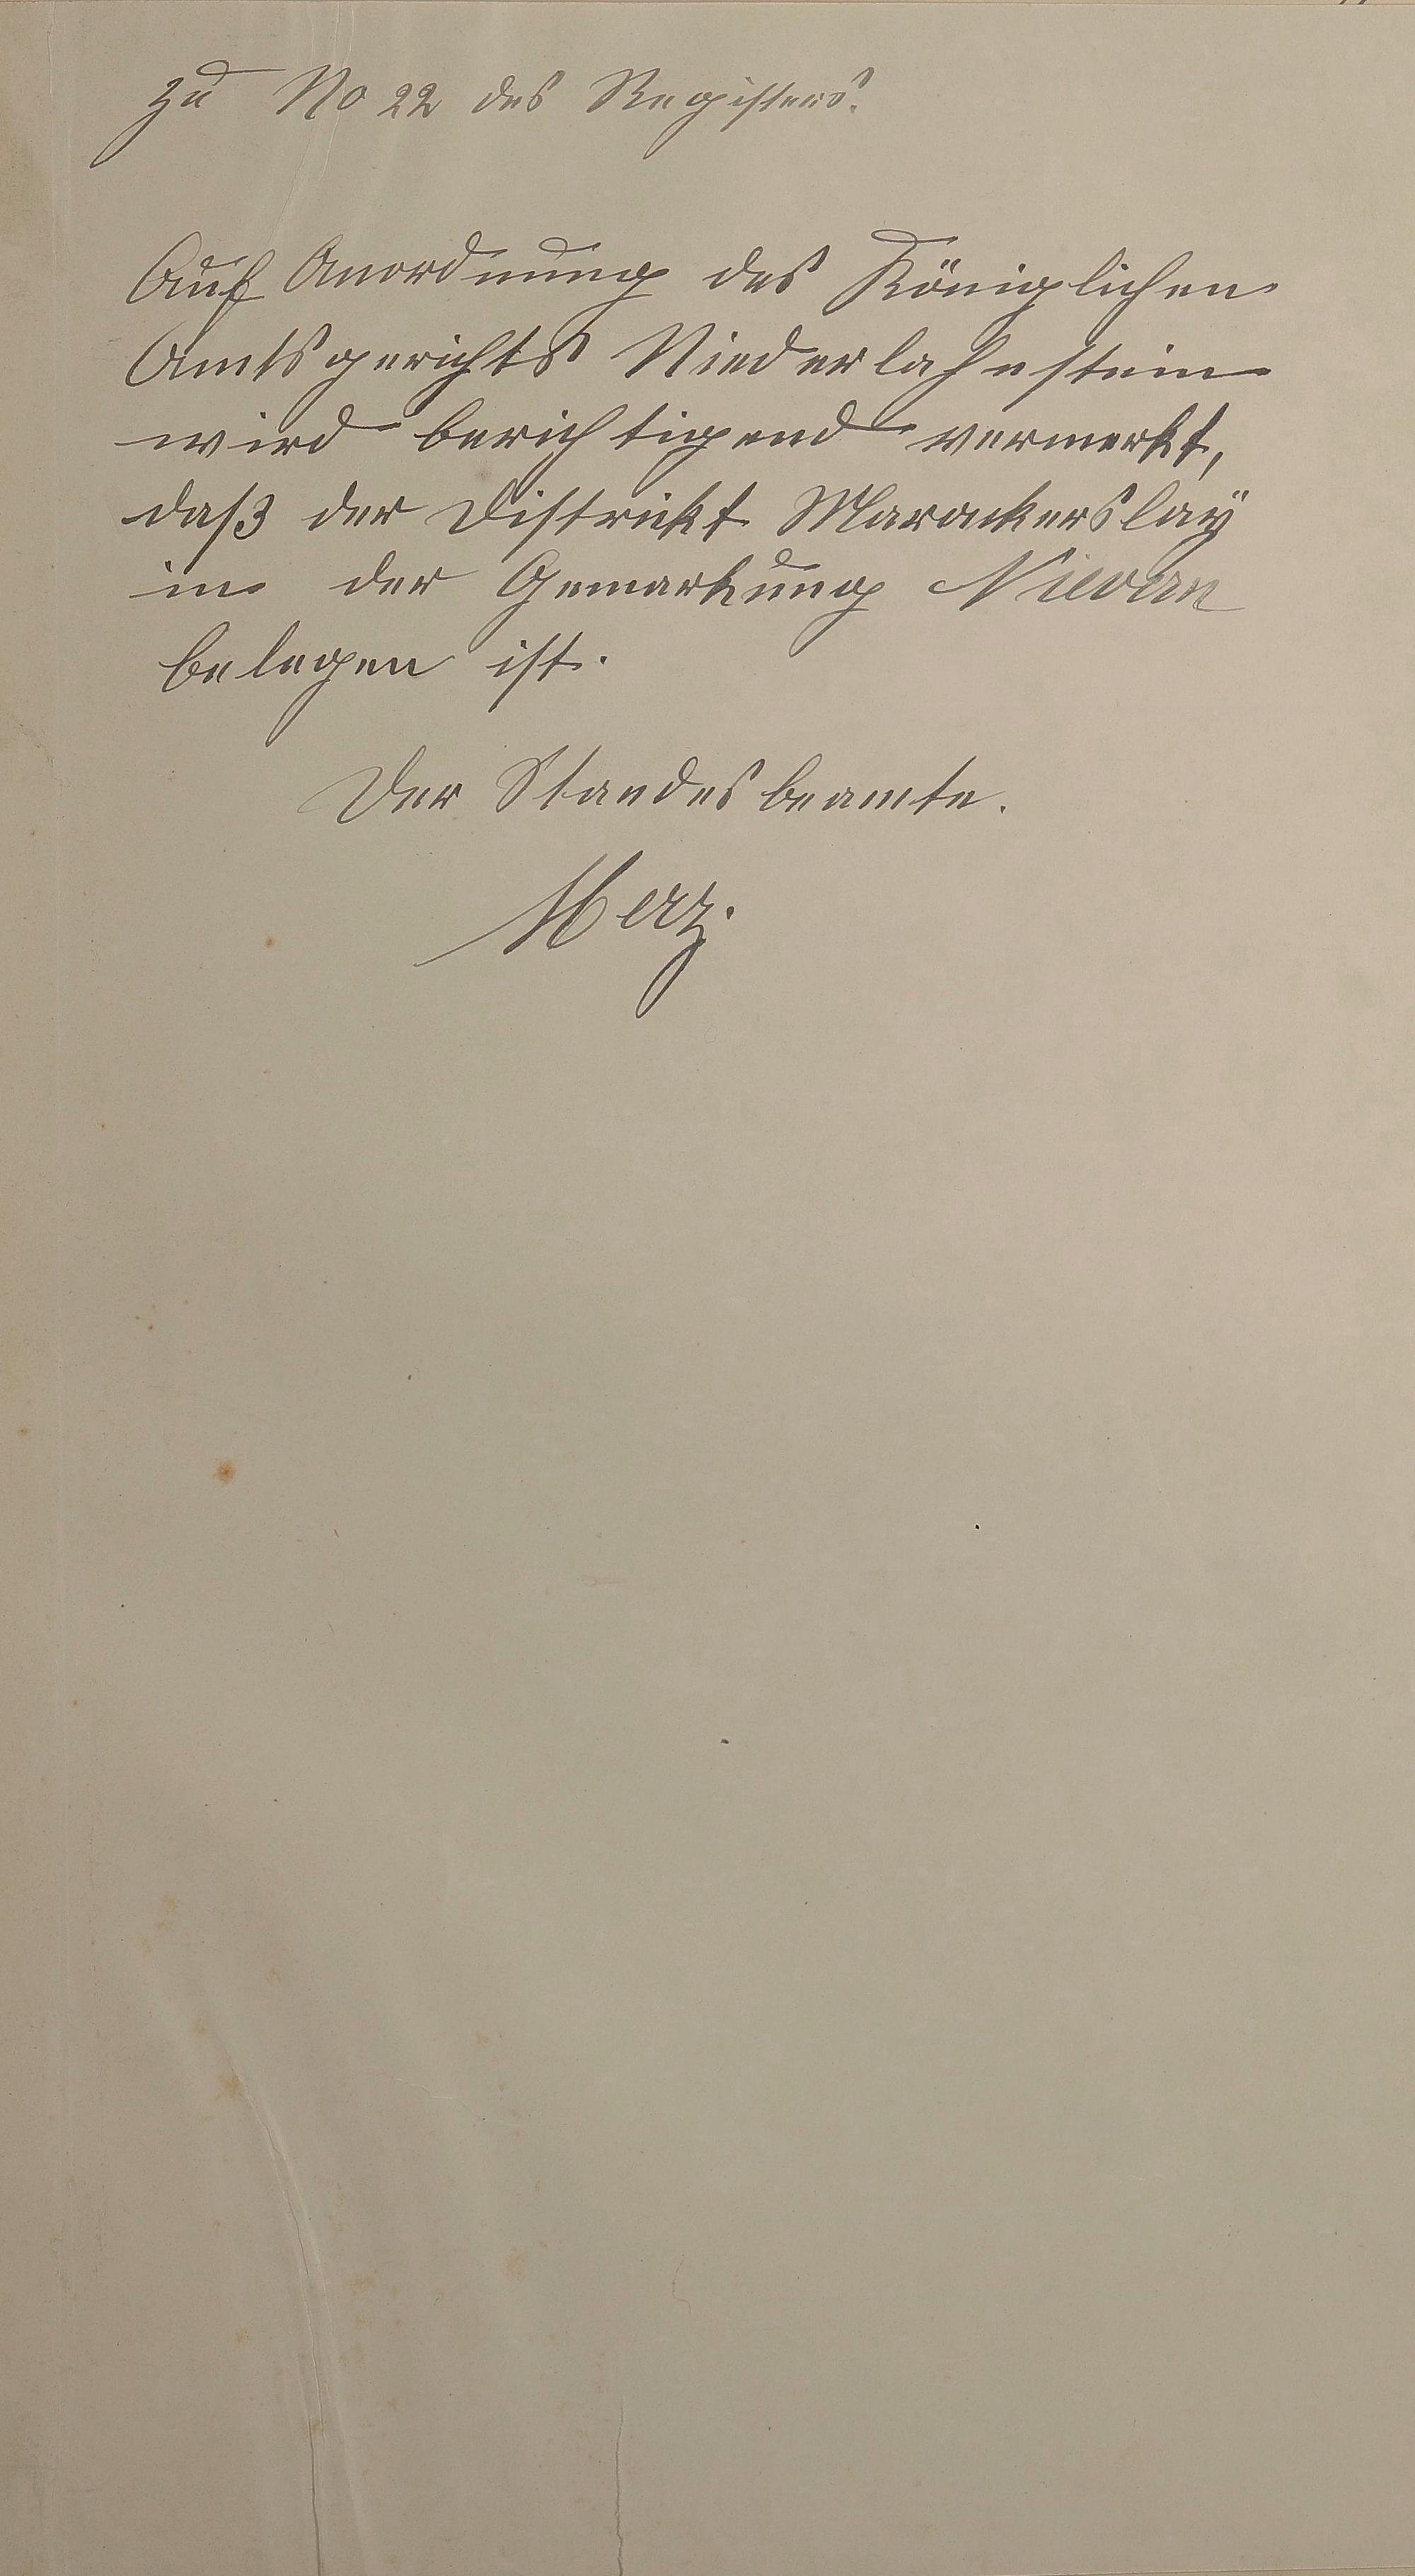 Zu No 22 des Registers.
Auf Anordnung des Königlichen
Amtsgerichts Niederlahnstein
wird berichtigend vermerkt,
daß der Distrikt Marackerslaÿ
in der Gemarkung Nievern
belegen ist.
Der Standesbeamte.
Merz.